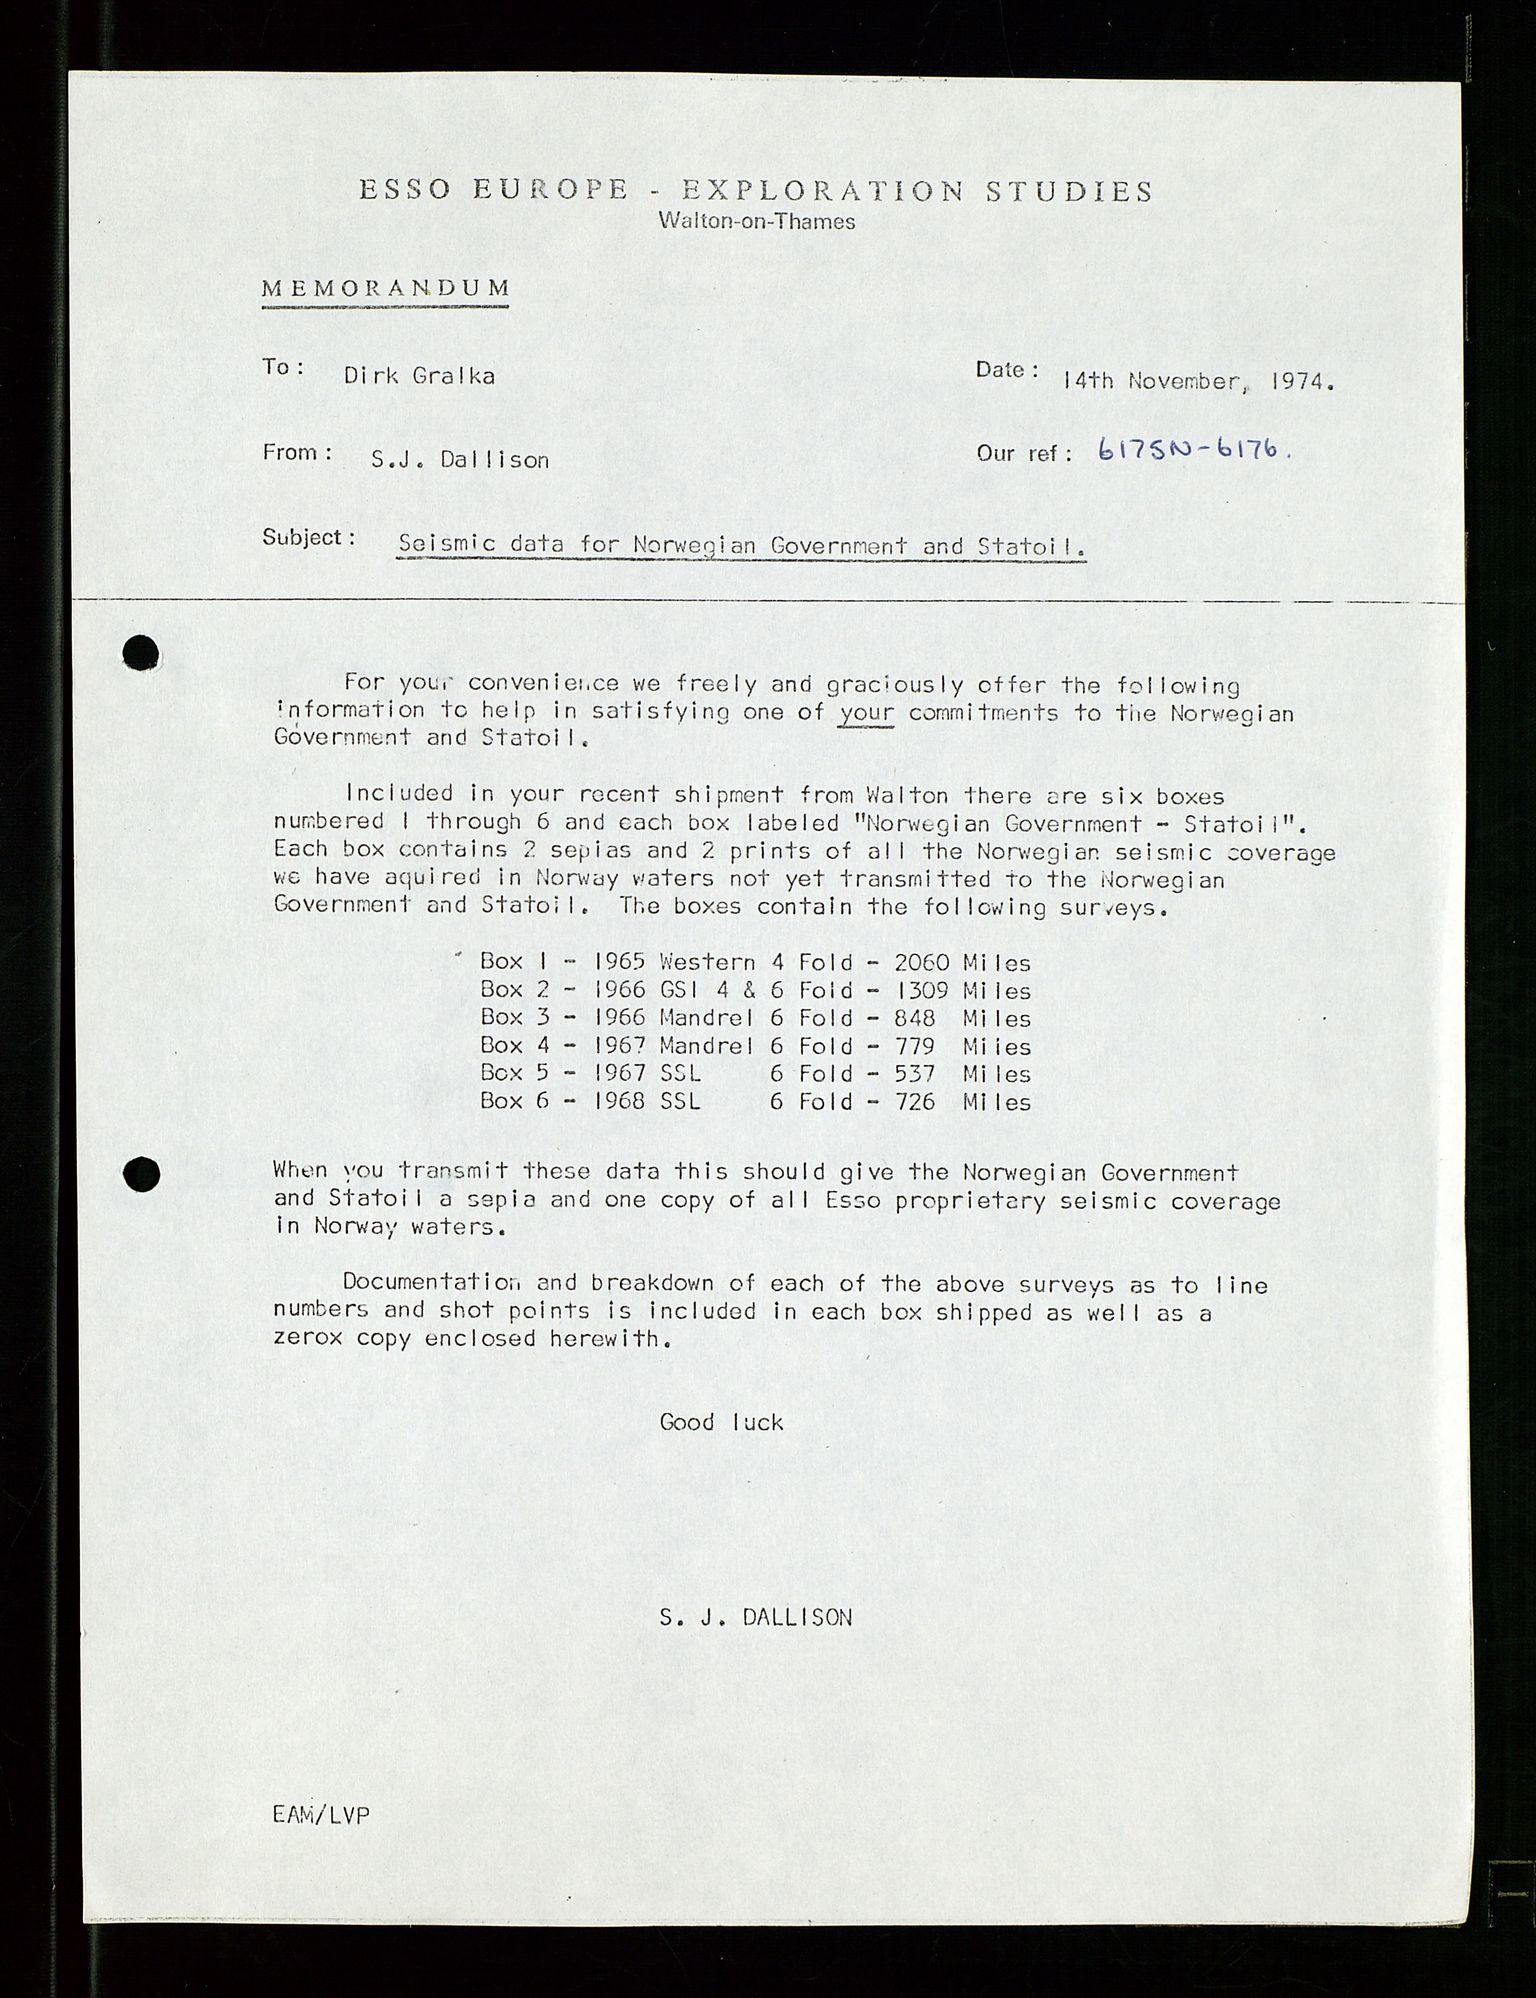 ESSO EUROPE - EXPLORATION STUDIES
Walton-on-Thames
MEMORANDUM
To: Dirk Gralka
Date: 14th November, 1974.
From: S.J. Dallison
Our ref: 617SN-6176.
Subject: Seismic data for Norwegian Government and Statoil.
For your convenience we freely and graciously offer the following
information to help in satisfying one of your commitments to the Norwegian
Government and Statoil.
Included in your recent shipment from Walton there are six boxes
numbered 1 through 6 and each box labeled "Norwegian Government - Statoil".
Each box contains 2 sepias and 2 prints of all the Norwegian seismic coverage
we have aquired in Norway waters not yet transmitted to the Norwegian
Government and Statoil. The boxes contain the following surveys.
Box 1 - 1965 Western 4 Fold - 2060 Miles
Box 2 - 1966 GSI 4 & 6 Fold - 1309 Miles
Box 3 - 1966 Mandrel 6 Fold - 848 Miles
Box 4 - 1967 Mandrel 6 Fold - 779 Miles
Box 5 - 1967 SSL 6 Fold - 537 Miles
Box 6 - 1968 SSL 6 Fold - 726 Miles
When you transmit these data this should give the Norwegian Government
and Statoil a sepia and one copy of all Esso proprietary seismic coverage
in Norway waters.
Documentation and breakdown of each of the above surveys as to line
numbers and shot points is included in each box shipped as well as a
zerox copy enclosed herewith.
Good luck
S. J. DALLISON
EAM/LVP